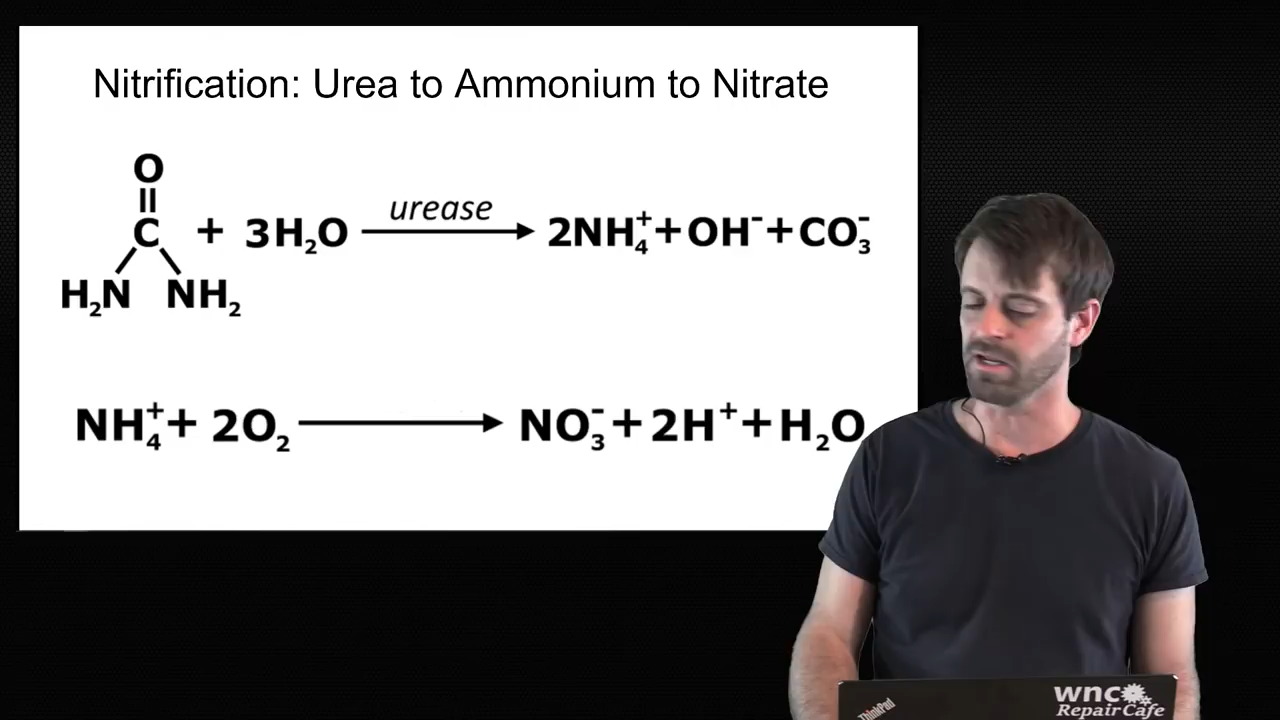 Nitrification: Urea to Ammonium to Nitrate
O
||
C + 3H₂O urease → 2NH₄⁺+OH⁻+CO₃⁻
H₂N NH₂
NH₄⁺+ 2O₂ → NO₃⁻+2H⁺+H₂O
ThinkPad
wnc
Repair Cafe